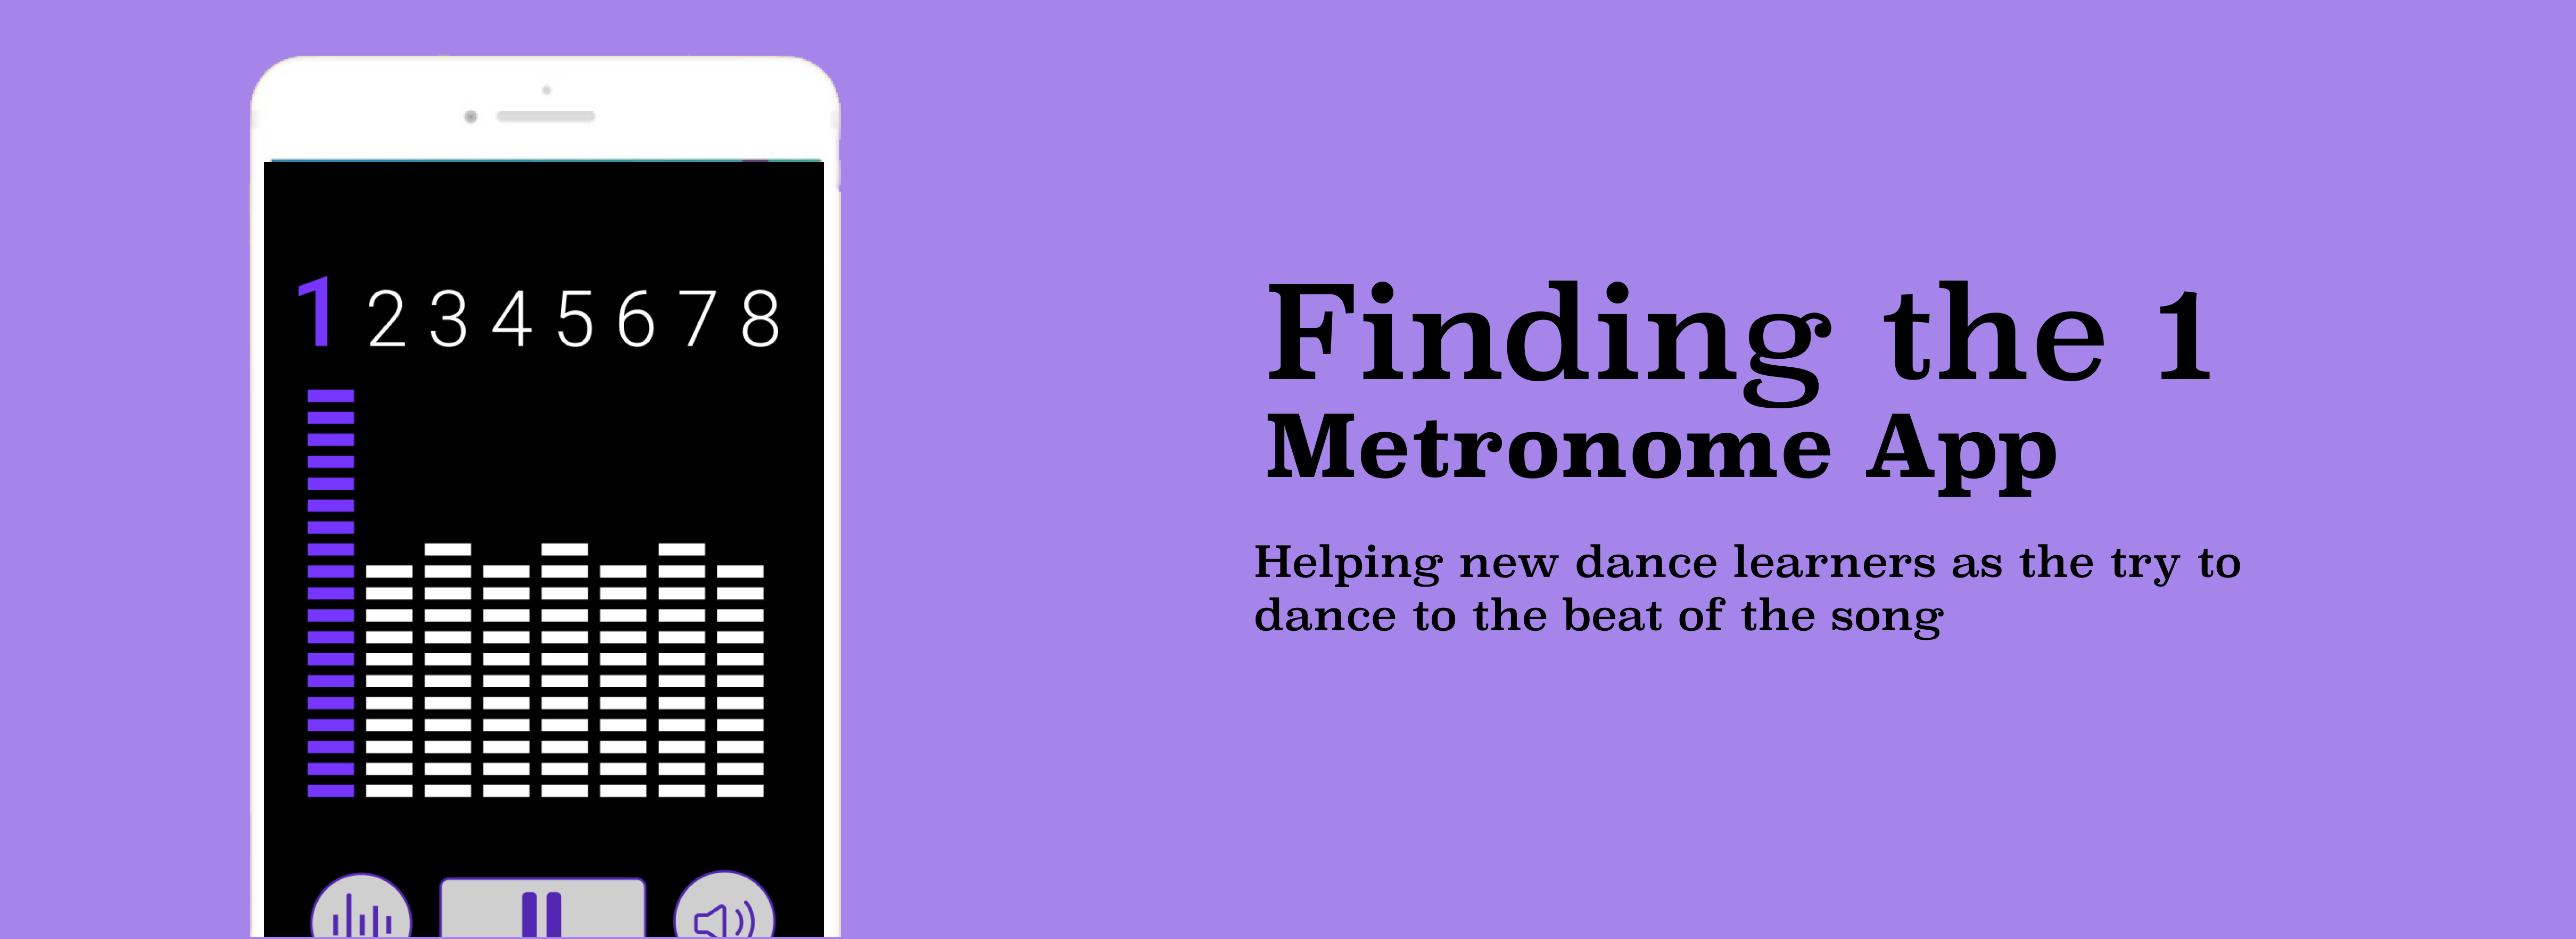 1 2 3 4 5 6 7 8
Finding the 1
Metronome App
Helping new dance learners as the try to
dance to the beat of the song